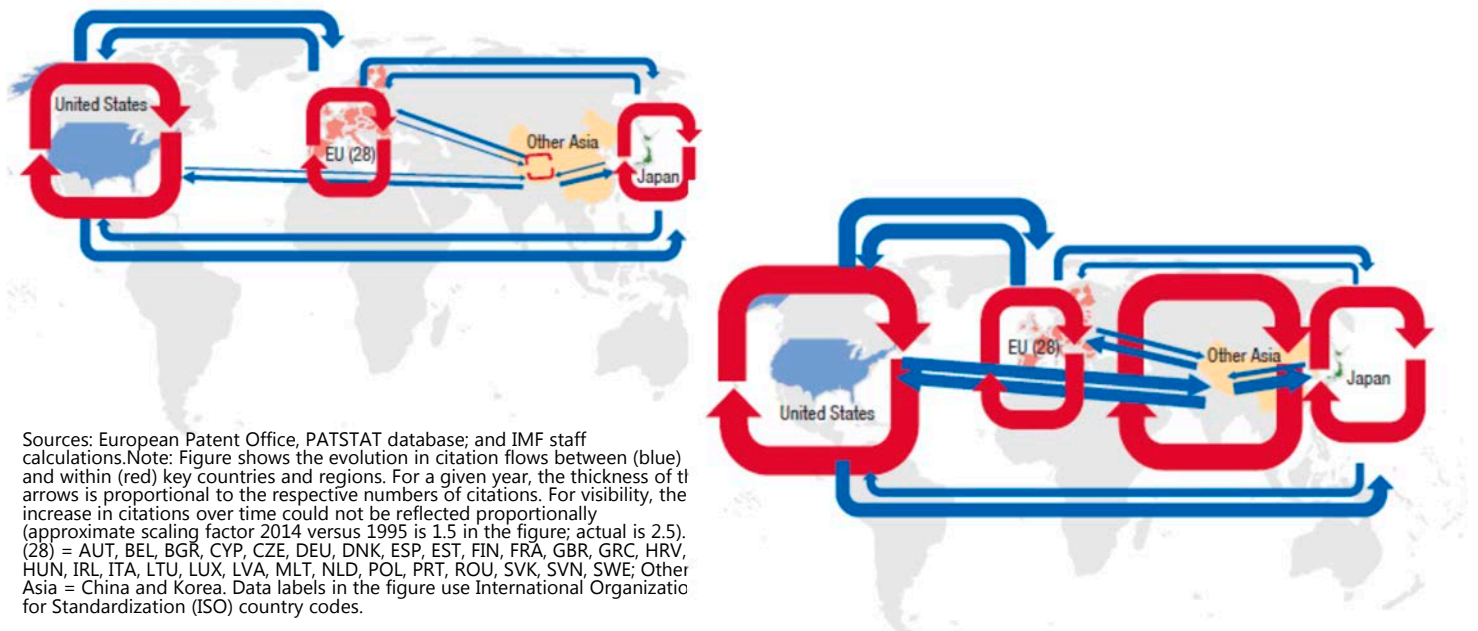 United States
EU (28)
Other Asia
Japan
EU (28)
Other Asia
Japan
United States
Sources: European Patent Office, PATSTAT database; and IMF staff
calculations.Note: Figure shows the evolution in citation flows between (blue)
and within (red) key countries and regions. For a given year, the thickness of
arrows is proportional to the respective numbers of citations. For visibility, the
increase in citations over time could not be reflected proportionally
(approximate scaling factor 2014 versus 1995 is 1.5 in the figure; actual is 2.5).
(28) = AUT, BEL, BGR, CYP, CZE, DEU, DNK, ESP, EST, FIN, FRA, GBR, GRC, HRV,
HUN, IRL, ITA, LTU, LUX, LVA, MLT, NLD, POL, PRT, ROU, SVK, SVN, SWE; Other
Asia = China and Korea. Data labels in the figure use International
for Standardization (ISO) country codes.